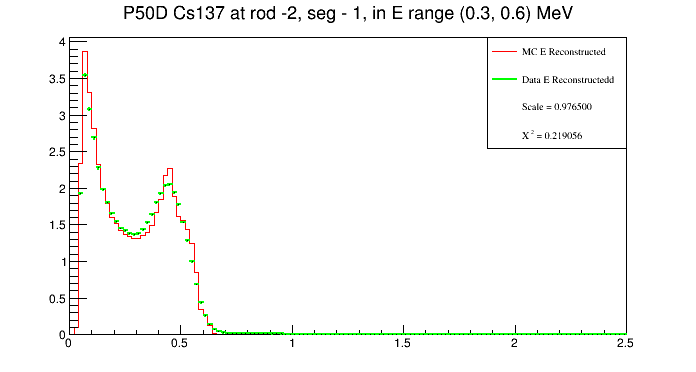 P50D Cs137 at rod -2, seg - 1, in E range (0.3, 0.6) MeV
MC E Reconstructed
Data E Reconstructedd
Scale = 0.976500
X² = 0.219056
4
3.5
3
2.5
2
1.5
1
0.5
0
0 0.5 1 1.5 2 2.5